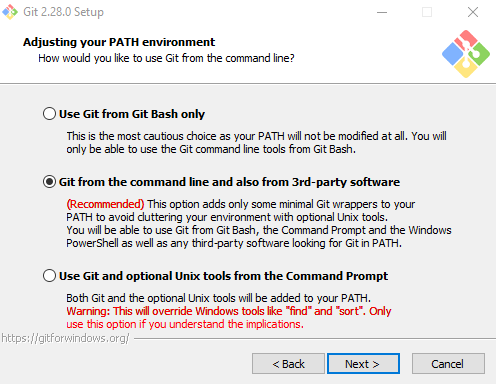 Git 2.28.0 Setup
Adjusting your PATH environment
How would you like to use Git from the command line?
Use Git from Git Bash only
This is the most cautious choice as your PATH will not be modified at all. You will
only be able to use the Git command line tools from Git Bash.
Git from the command line and also from 3rd-party software
(Recommended) This option adds only some minimal Git wrappers to your
PATH to avoid cluttering your environment with optional Unix tools.
You will be able to use Git from Git Bash, the Command Prompt and the Windows
PowerShell as well as any third-party software looking for Git in PATH.
Use Git and optional Unix tools from the Command Prompt
Both Git and the optional Unix tools will be added to your PATH.
Warning: This will override Windows tools like "find" and "sort". Only
use this option if you understand the implications.
https://gitforwindows.org/
< Back Next > Cancel